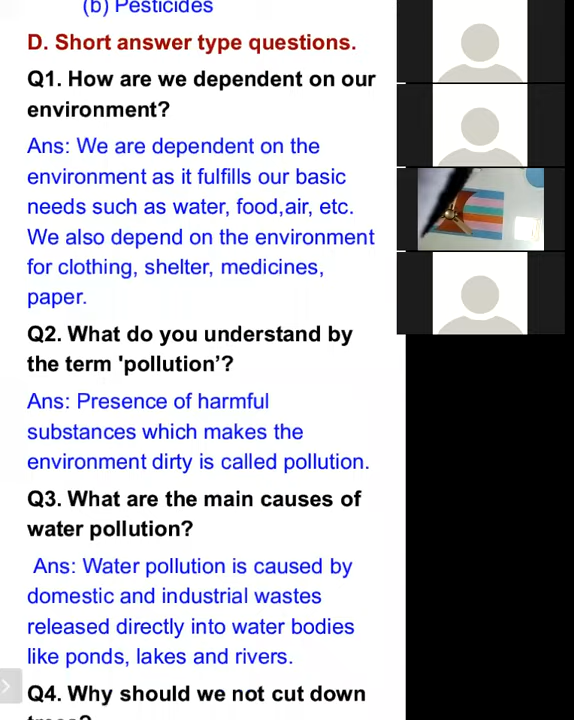 (b) Pesticides
D. Short answer type questions.
Q1. How are we dependent on our
environment?
Ans: We are dependent on the
environment as it fulfills our basic
needs such as water, food,air, etc.
We also depend on the environment
for clothing, shelter, medicines,
paper.
Q2. What do you understand by
the term 'pollution’?
Ans: Presence of harmful
substances which makes the
environment dirty is called pollution.
Q3. What are the main causes of
water pollution?
Ans: Water pollution is caused by
domestic and industrial wastes
released directly into water bodies
like ponds, lakes and rivers.
Q4. Why should we not cut down
trees?